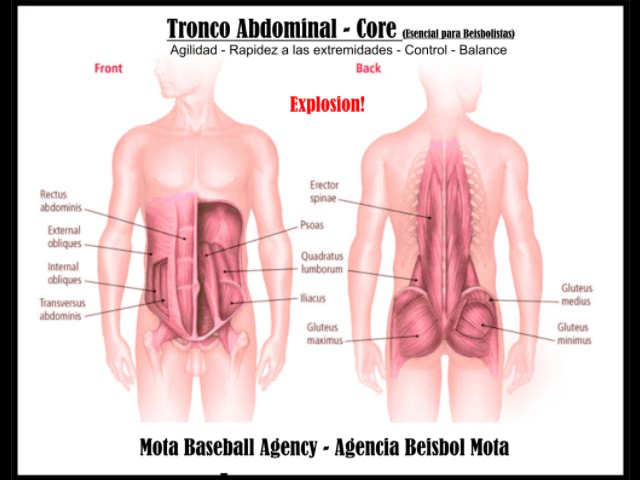 Tronco Abdominal - Core (Esencial para Beisbolistas)
Agilidad - Rapidez a las extremidades - Control - Balance
Front
Back
Explosion!
Rectus
abdominis
External
obliques
Internal
obliques
Transversus
abdominis
Psoas
Iliacus
Erector
spinae
Quadratus
lumborum
Gluteus
maximus
Gluteus
medius
Gluteus
minimus
Mota Baseball Agency - Agencia Beisbol Mota